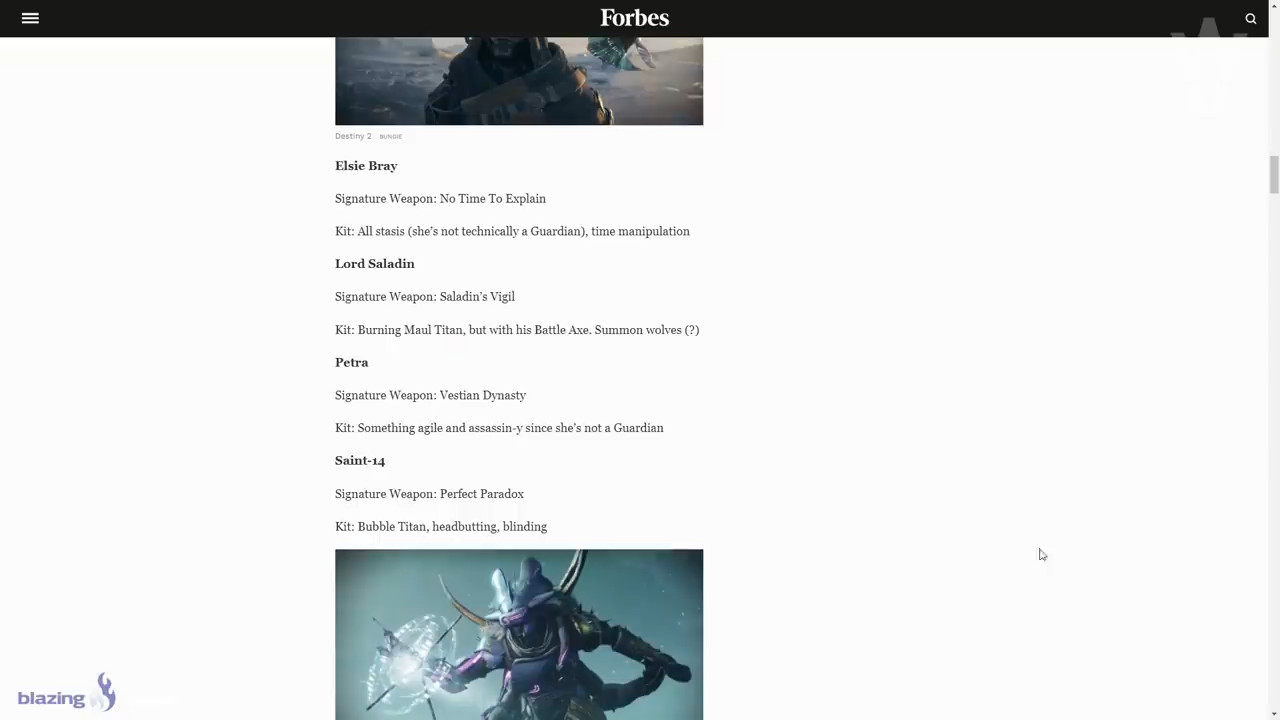 Forbes
Destiny 2 BUNGIE
Elsie Bray
Signature Weapon: No Time To Explain
Kit: All stasis (she's not technically a Guardian), time manipulation
Lord Saladin
Signature Weapon: Saladin's Vigil
Kit: Burning Maul Titan, but with his Battle Axe. Summon wolves (?)
Petra
Signature Weapon: Vestian Dynasty
Kit: Something agile and assassin-y since she's not a Guardian
Saint-14
Signature Weapon: Perfect Paradox
Kit: Bubble Titan, headbutting, blinding
blazing